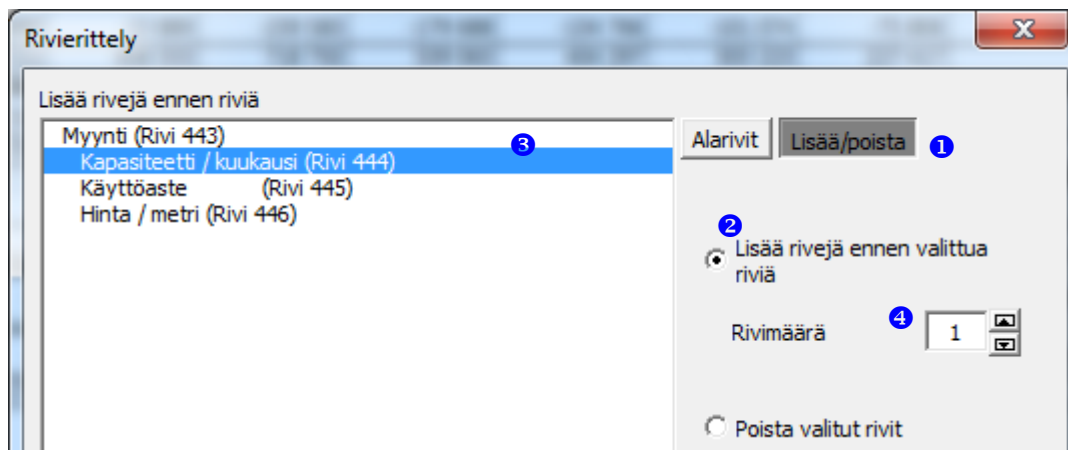 Rivierittely
Lisää rivejä ennen riviä
Myynti (Rivi 443)
Kapasiteetti / kuukausi (Rivi 444)
Käyttöaste (Rivi 445)
Hinta / metri (Rivi 446)
3
Alarivit
Lisää/poista
1
2
Lisää rivejä ennen valittua
riviä
Rivimäärä
4
1
Poista valitut rivit